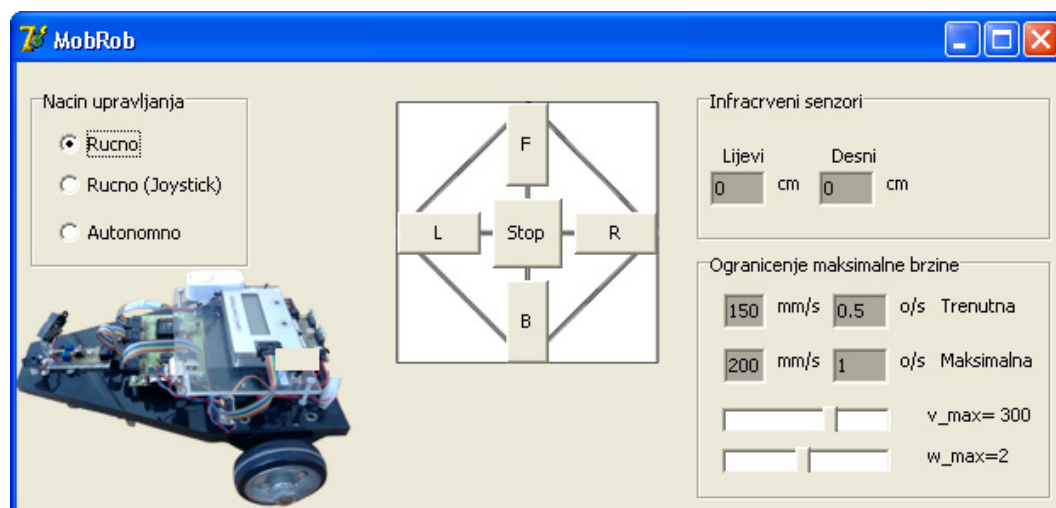 MobRob
Nacin upravljanja
Rucno
Rucno (Joystick)
Autonomno
F
L
Stop
R
B
Infracrveni senzori
Lijevi
Desni
0 cm 0 cm
Ogranicenje maksimalne brzine
150 mm/s 0.5 o/s Trenutna
200 mm/s 1 o/s Maksimalna
v_max= 300
w_max=2